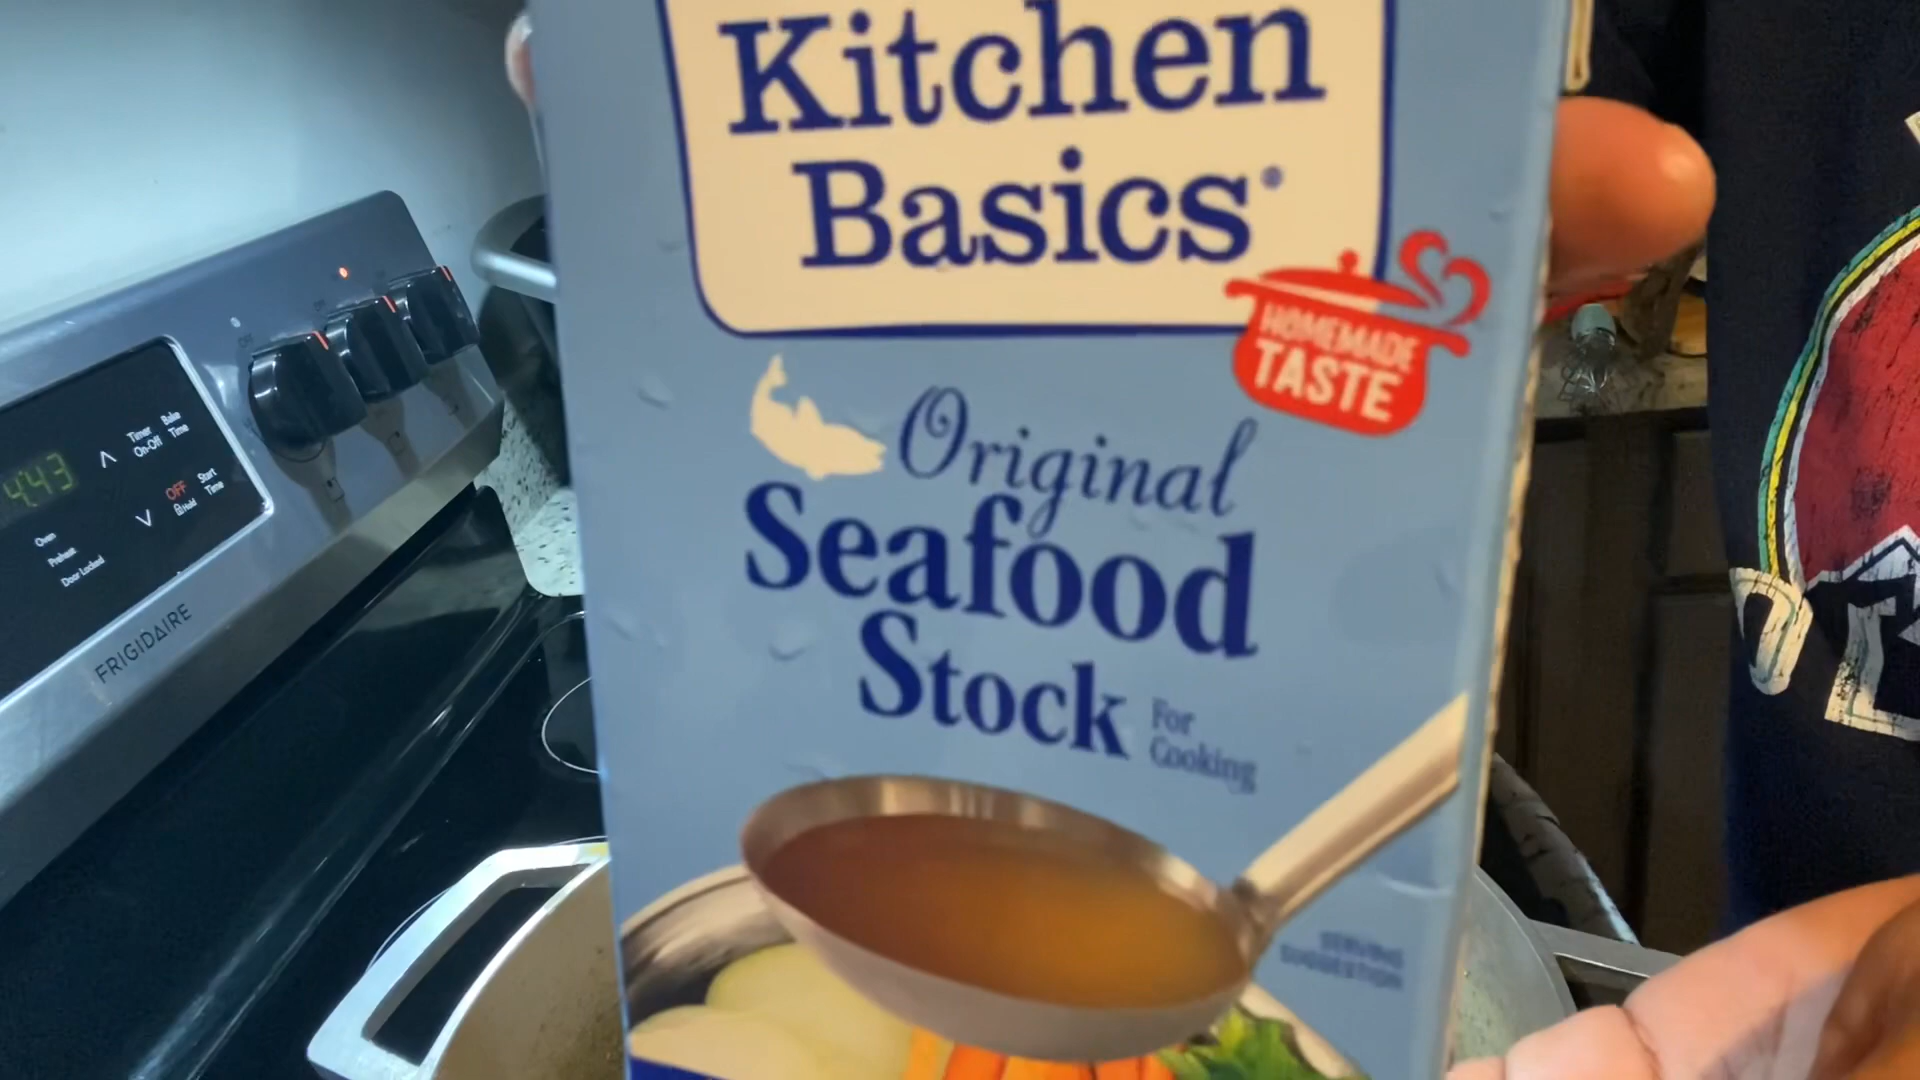 Kitchen
Basics®
HOMEMADE
TASTE
Original
Seafood
Stock
For
Cooking
SERVING
SUGGESTION
4:43
Timer
On-Off
Bake
Time
OFF
Hold
Start
Time
Oven
Preheat
Door Locked
FRIGIDAIRE